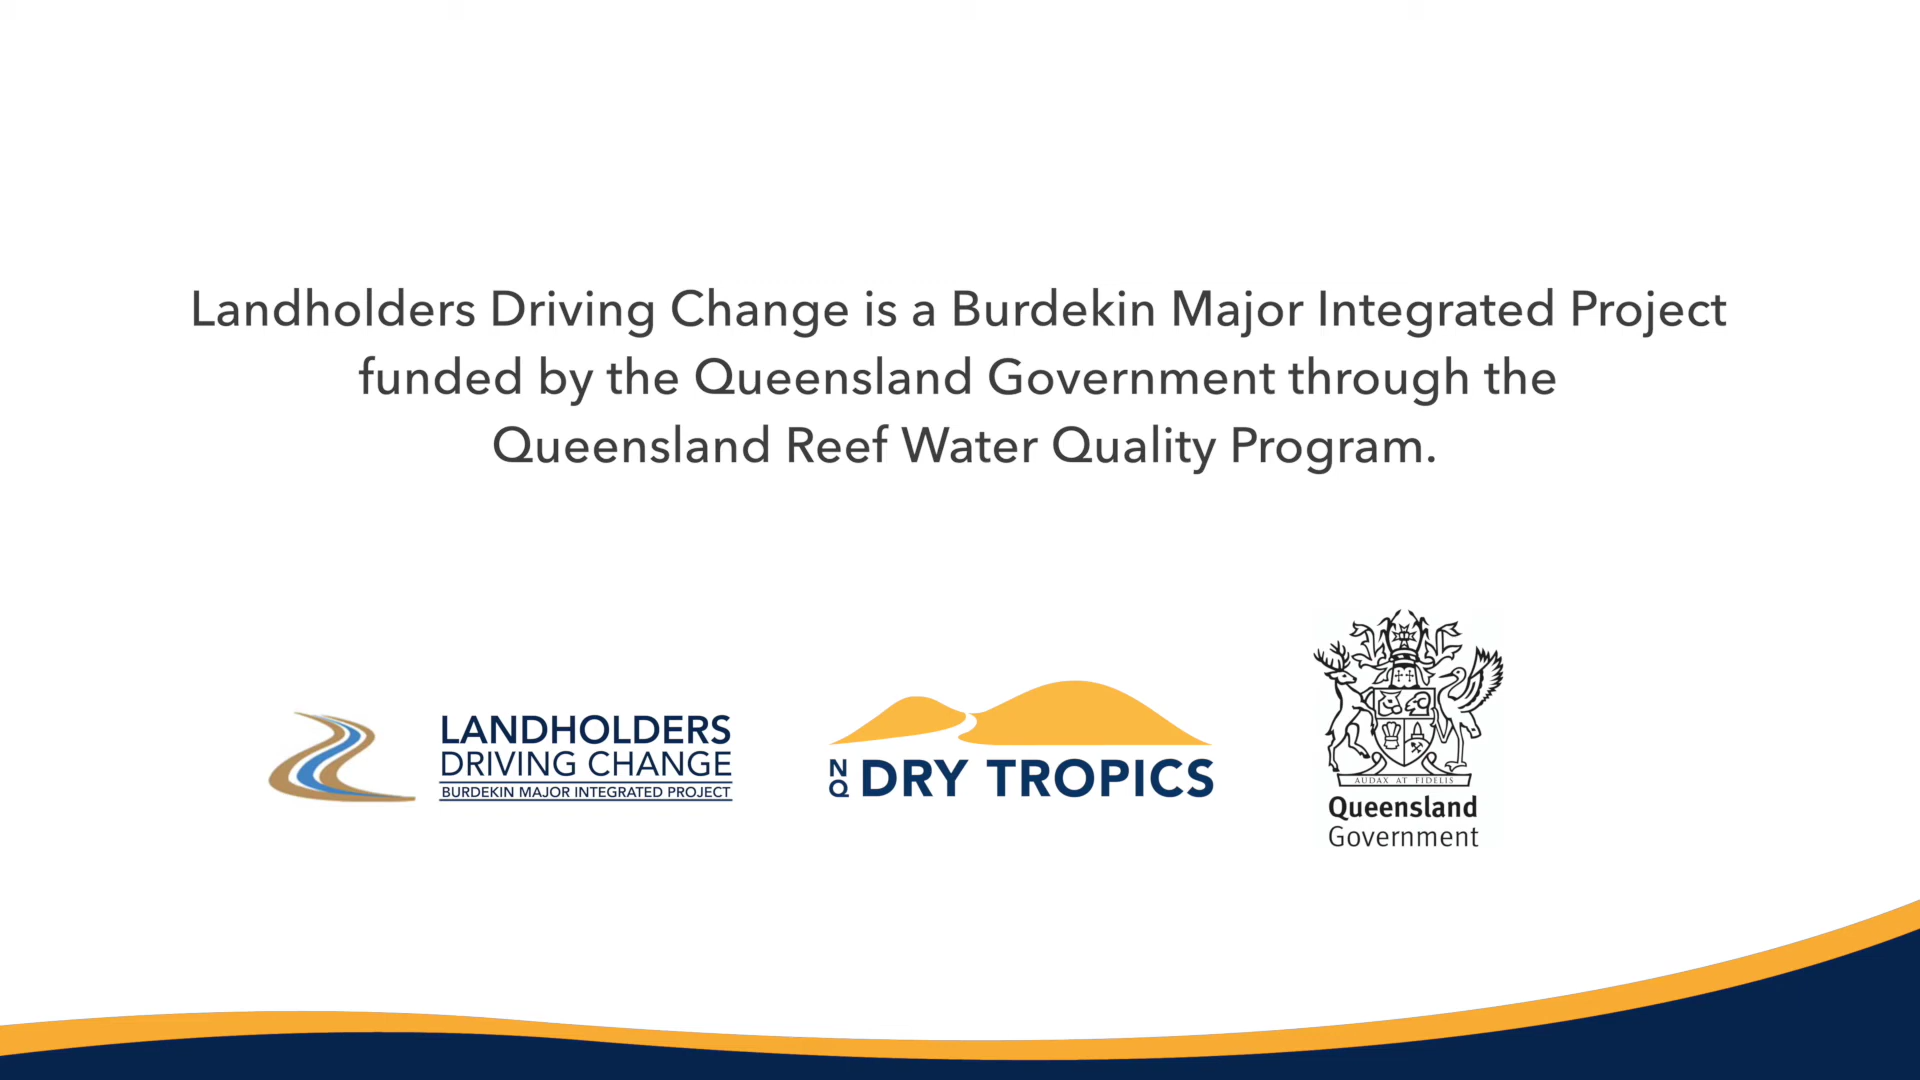 Landholders Driving Change is a Burdekin Major Integrated Project
funded by the Queensland Government through the
Queensland Reef Water Quality Program.
LANDHOLDERS
DRIVING CHANGE
BURDEKIN MAJOR INTEGRATED PROJECT
NQ DRY TROPICS
AUDAX AT FIDELIS
Queensland
Government